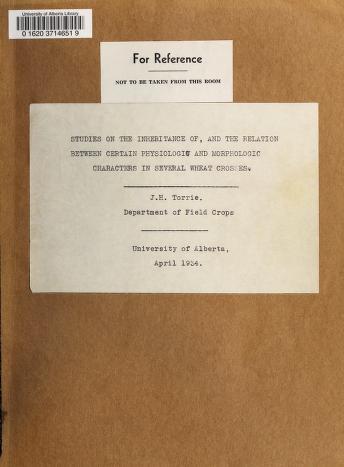 University of Alberta Library
0 1620 3714651 9
For Reference
NOT TO BE TAKEN FROM THIS ROOM
STUDIES ON THE INHERITANCE OF, AND THE RELATION
BETWEEN CERTAIN PHYSIOLOGIC AND MORPHOLOGIC
CHARACTERS IN SEVERAL WHEAT CROSSES.
J.H. Torrie.
Department of Field Crops
University of Alberta,
April 1934.